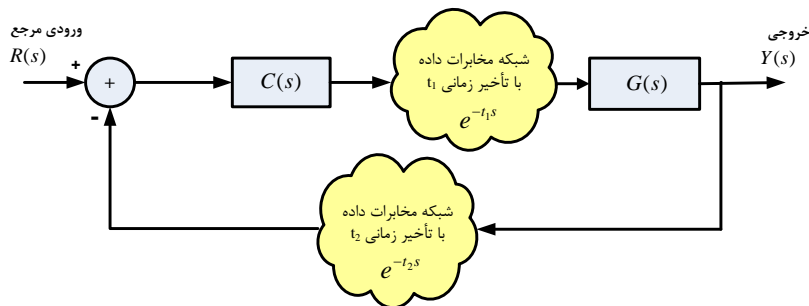 ورودی مرجع
R(s)
+
-
+
C(s)
شبکه مخابرات داده
با تأخیر زمانی t₁
e^{-t₁s}
G(s)
خروجی
Y(s)
شبکه مخابرات داده
با تأخیر زمانی t₂
e^{-t₂s}